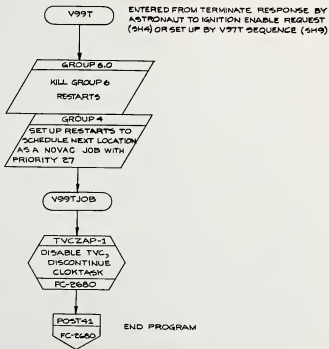 V99T
ENTERED FROM TERMINATE RESPONSE BY
ASTRONAUT TO IGNITION ENABLE REQUEST
(SH4) OR SET UP BY V97T SEQUENCE (SH9)
GROUP 6.0
KILL GROUP 6
RESTARTS
GROUP 4
SET UP RESTARTS TO
SCHEDULE NEXT LOCATION
AS A NOVAC JOB WITH
PRIORITY 27
V99TJOB
TVCZAP-1
DISABLE TVC,
DISCONTINUE
CLOKTASK
FC-2680
POST41
FC-2680
END PROGRAM